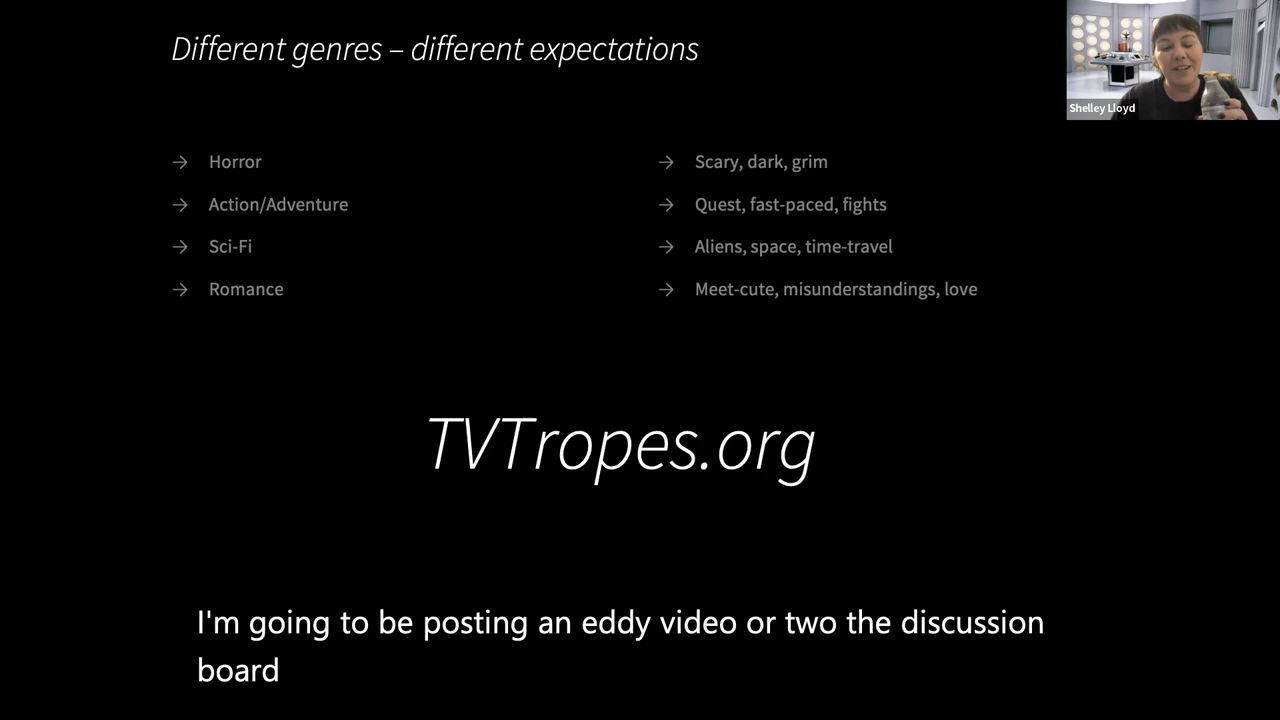 Different genres – different expectations
Shelley Lloyd
→ Horror
→ Action/Adventure
→ Sci-Fi
→ Romance
→ Scary, dark, grim
→ Quest, fast-paced, fights
→ Aliens, space, time-travel
→ Meet-cute, misunderstandings, love
TVTropes.org
I'm going to be posting an eddy video or two the discussion
board